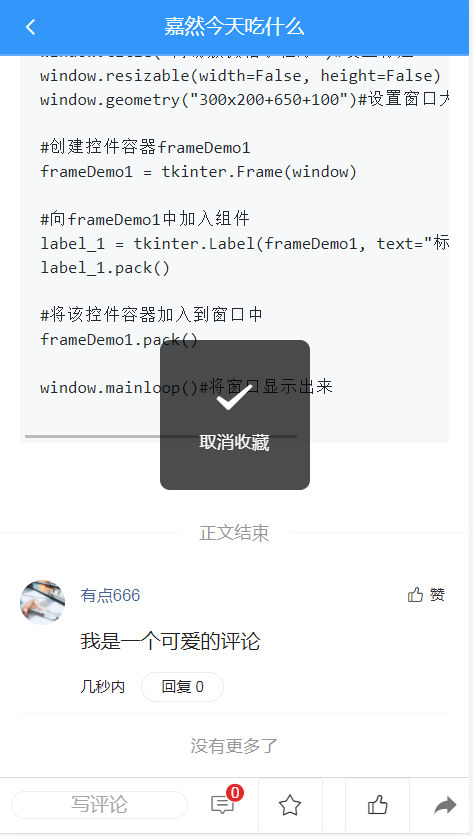 嘉然今天吃什么
window.resizable(width=False, height=False)
window.geometry("300x200+650+100")#设置窗口大
#创建控件容器frameDemo1
frameDemo1 = tkinter.Frame(window)
#向frameDemo1中加入组件
label_1 = tkinter.Label(frameDemo1, text="标
label_1.pack()
#将该控件容器加入到窗口中
frameDemo1.pack()
window.mainloop()#将窗口显示出来
取消收藏
正文结束
有点666
赞
我是一个可爱的评论
几秒内 回复 0
没有更多了
写评论 0